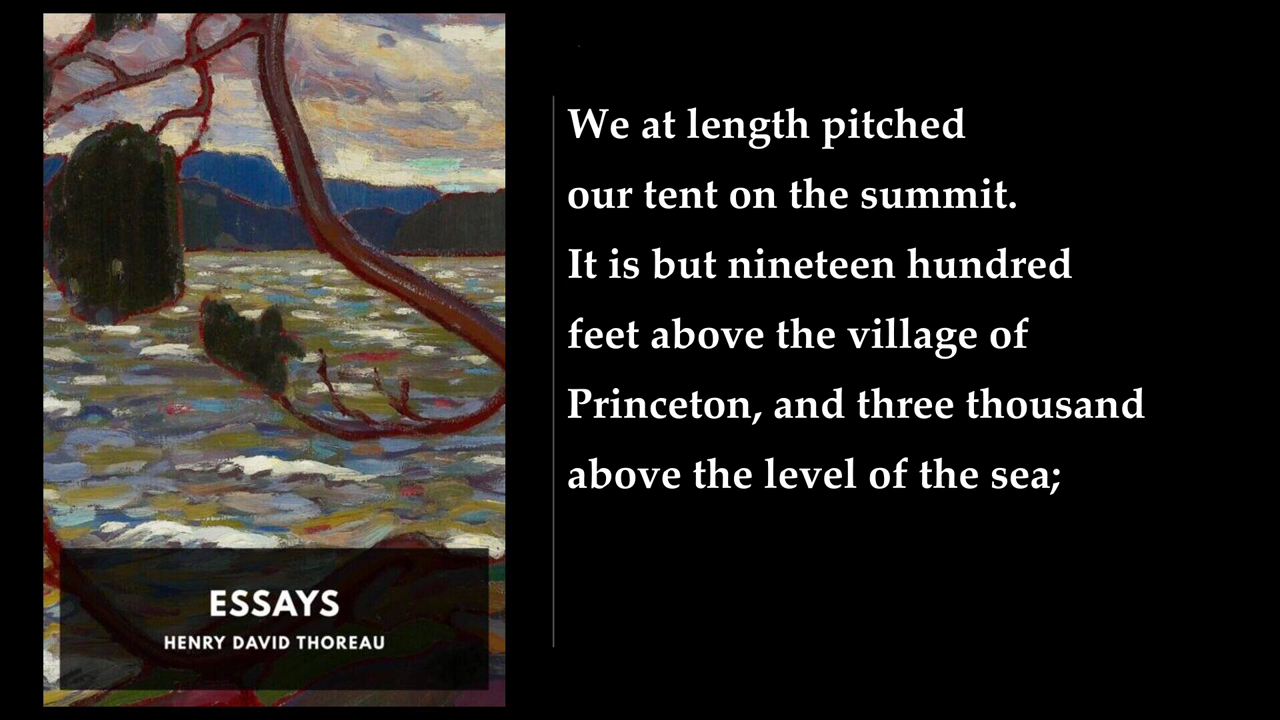 ESSAYS
HENRY DAVID THOREAU
We at length pitched
our tent on the summit.
It is but nineteen hundred
feet above the village of
Princeton, and three thousand
above the level of the sea;